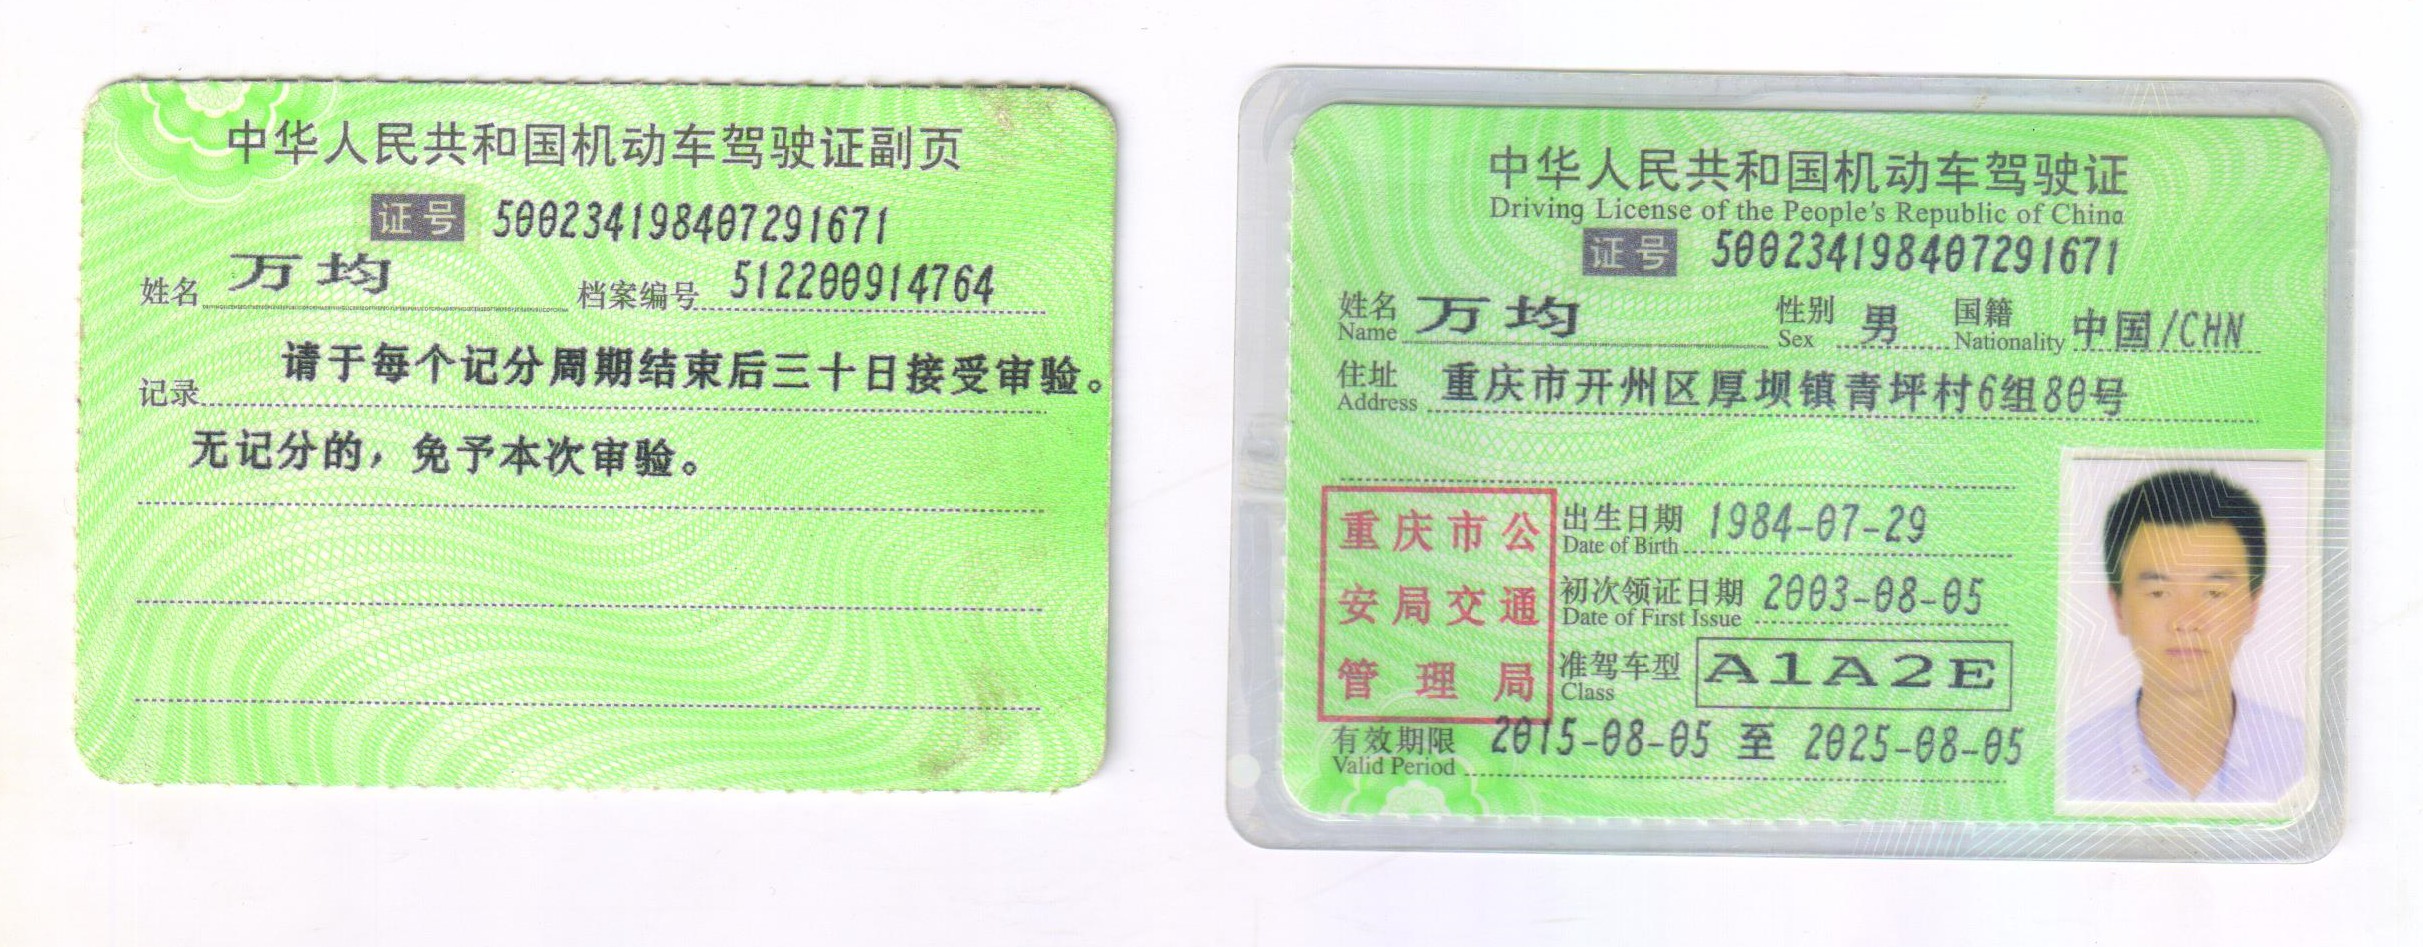 中华人民共和国机动车驾驶证副页
证号 500234198407291671
姓名 万均 档案编号 512200914764
记录 请于每个记分周期结束后三十日接受审验。
无记分的，免予本次审验。
中华人民共和国机动车驾驶证
Driving License of the People's Republic of China
证号 500234198407291671
姓名 万均 性别 男 国籍 中国/CHN
Name Sex Nationality
住址 重庆市开州区厚坝镇青坪村6组80号
Address
重庆市公
安局交通
管理局
出生日期 1984-07-29
Date of Birth
初次领证日期 2003-08-05
Date of First Issue
准驾车型 A1A2E
Class
有效期限 2015-08-05 至 2025-08-05
Valid Period